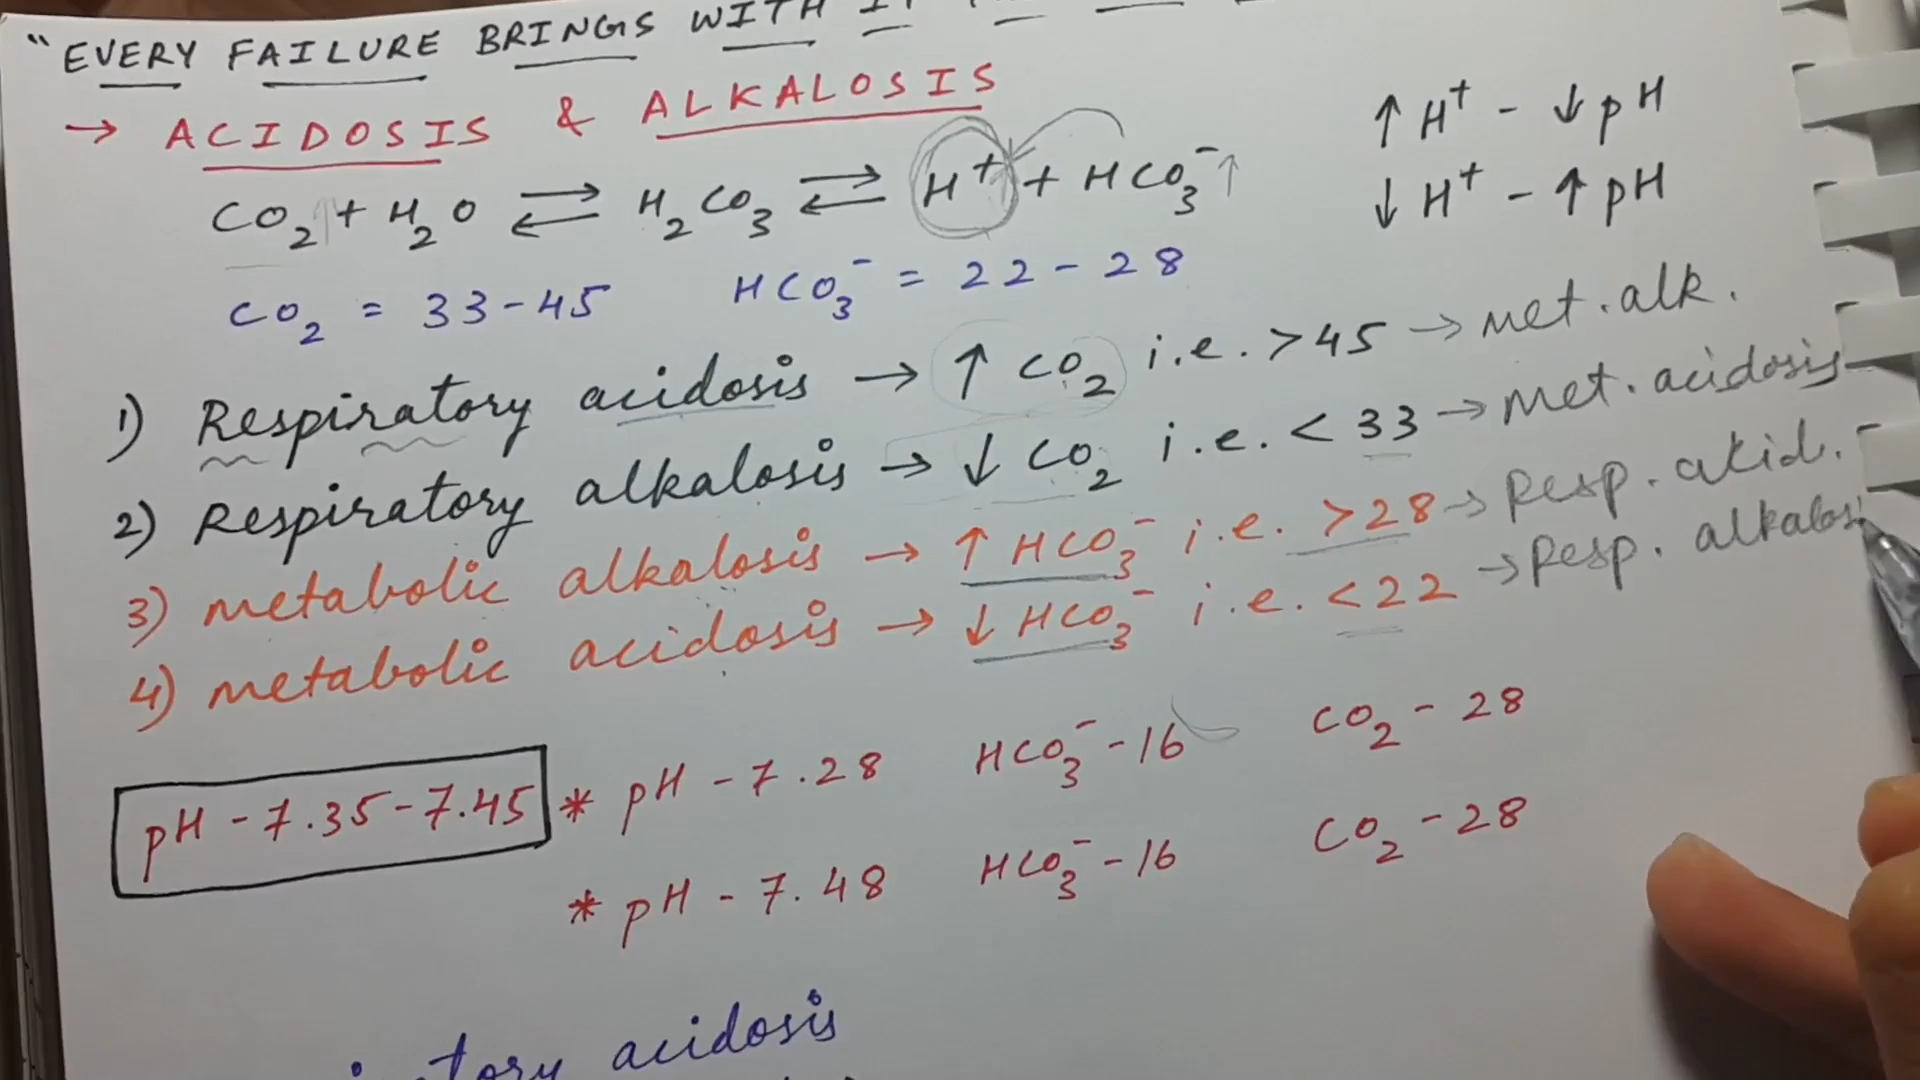 "EVERY FAILURE BRINGS WITH IT
→ ACIDOSIS & ALKALOSIS
CO₂↑ + H₂O ⇌ H₂CO₃ ⇌ H⁺ + HCO₃⁻↑
↑ H⁺ - ↓ pH
↓ H⁺ - ↑ pH
CO₂ = 33-45 HCO₃⁻ = 22-28
1) Respiratory acidosis → ↑ CO₂ i.e. >45 → met. alk.
2) Respiratory alkalosis → ↓ CO₂ i.e. < 33 → met. acidosis
3) metabolic alkalosis → ↑ HCO₃⁻ i.e. >28 → Resp. acid.
4) metabolic acidosis → ↓ HCO₃⁻ i.e. <22 → Resp. alkalosi
pH - 7.35-7.45 * pH - 7.28 HCO₃⁻ - 16 CO₂ - 28
* pH - 7.48 HCO₃⁻ - 16 CO₂ - 28
acidosis